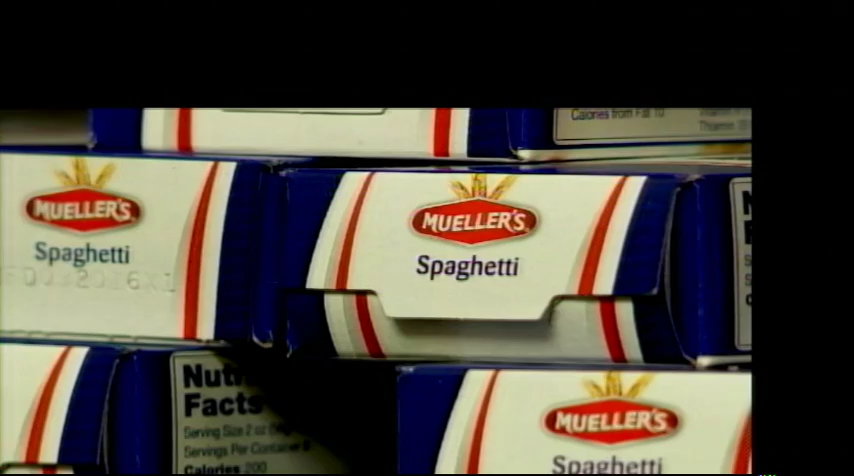 Calories from Fat 10
MUELLER'S
Spaghetti
MUELLER'S
Spaghetti
Facts
Serving Size 2 oz
Servings Per Container 8
Calories 200
MUELLER'S
Spaghetti